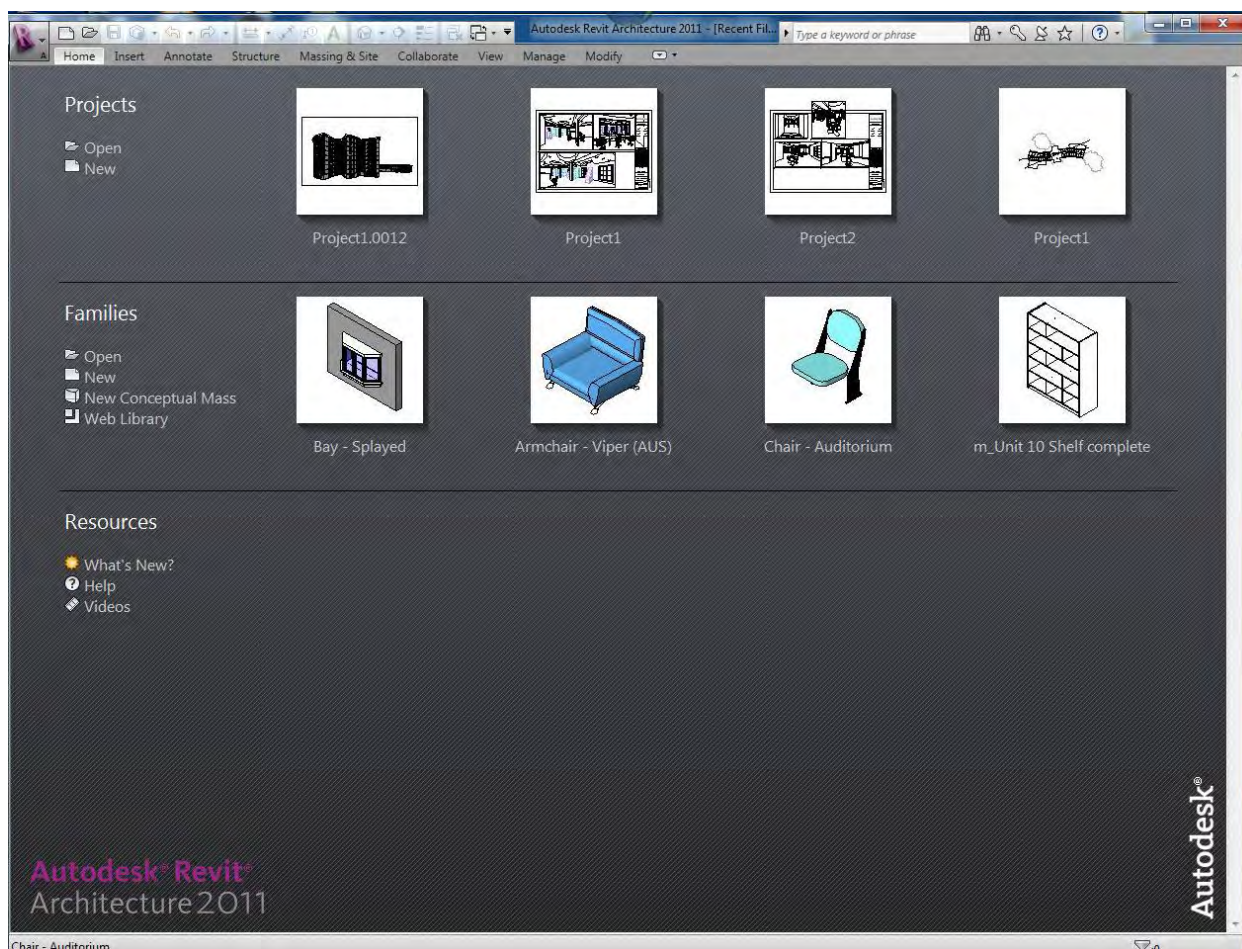 Autodesk Revit Architecture 2011 - [Recent Fil...
Type a keyword or phrase
Home Insert Annotate Structure Massing & Site Collaborate View Manage Modify
Projects
Open
New
Project1.0012
Project1
Project2
Project1
Families
Open
New
New Conceptual Mass
Web Library
Bay - Splayed
Armchair - Viper (AUS)
Chair - Auditorium
m_Unit 10 Shelf complete
Resources
What's New?
Help
Videos
Autodesk® Revit®
Architecture 2011
Autodesk®
Chair - Auditorium
:0